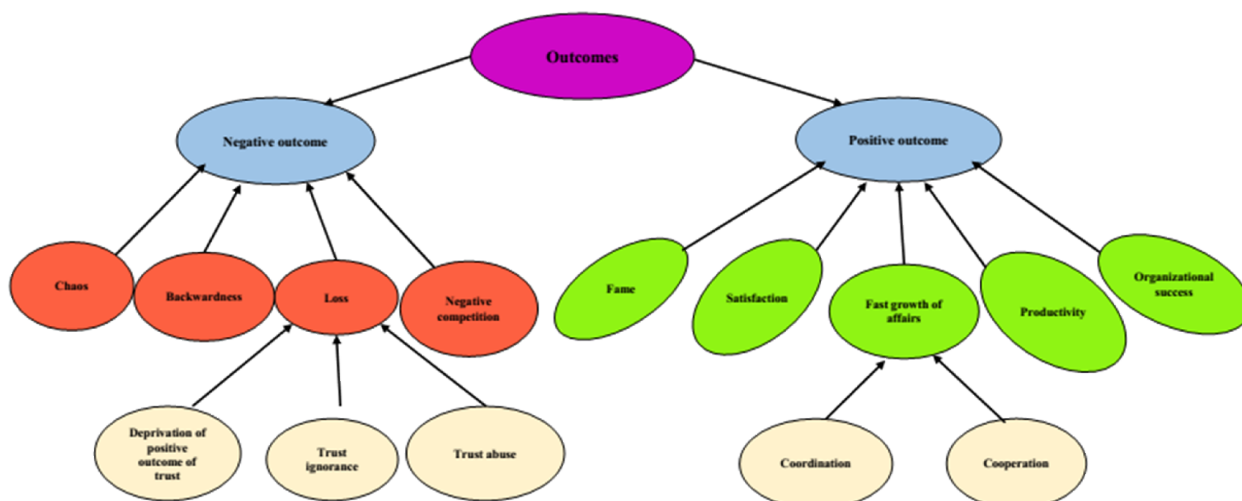 Outcomes
Negative outcome
Positive outcome
Chaos
Backwardness
Loss
Negative
competition
Fame
Satisfaction
Fast growth of
affairs
Productivity
Organizational
success
Deprivation of
positive
outcome of
trust
Trust
ignorance
Trust abuse
Coordination
Cooperation